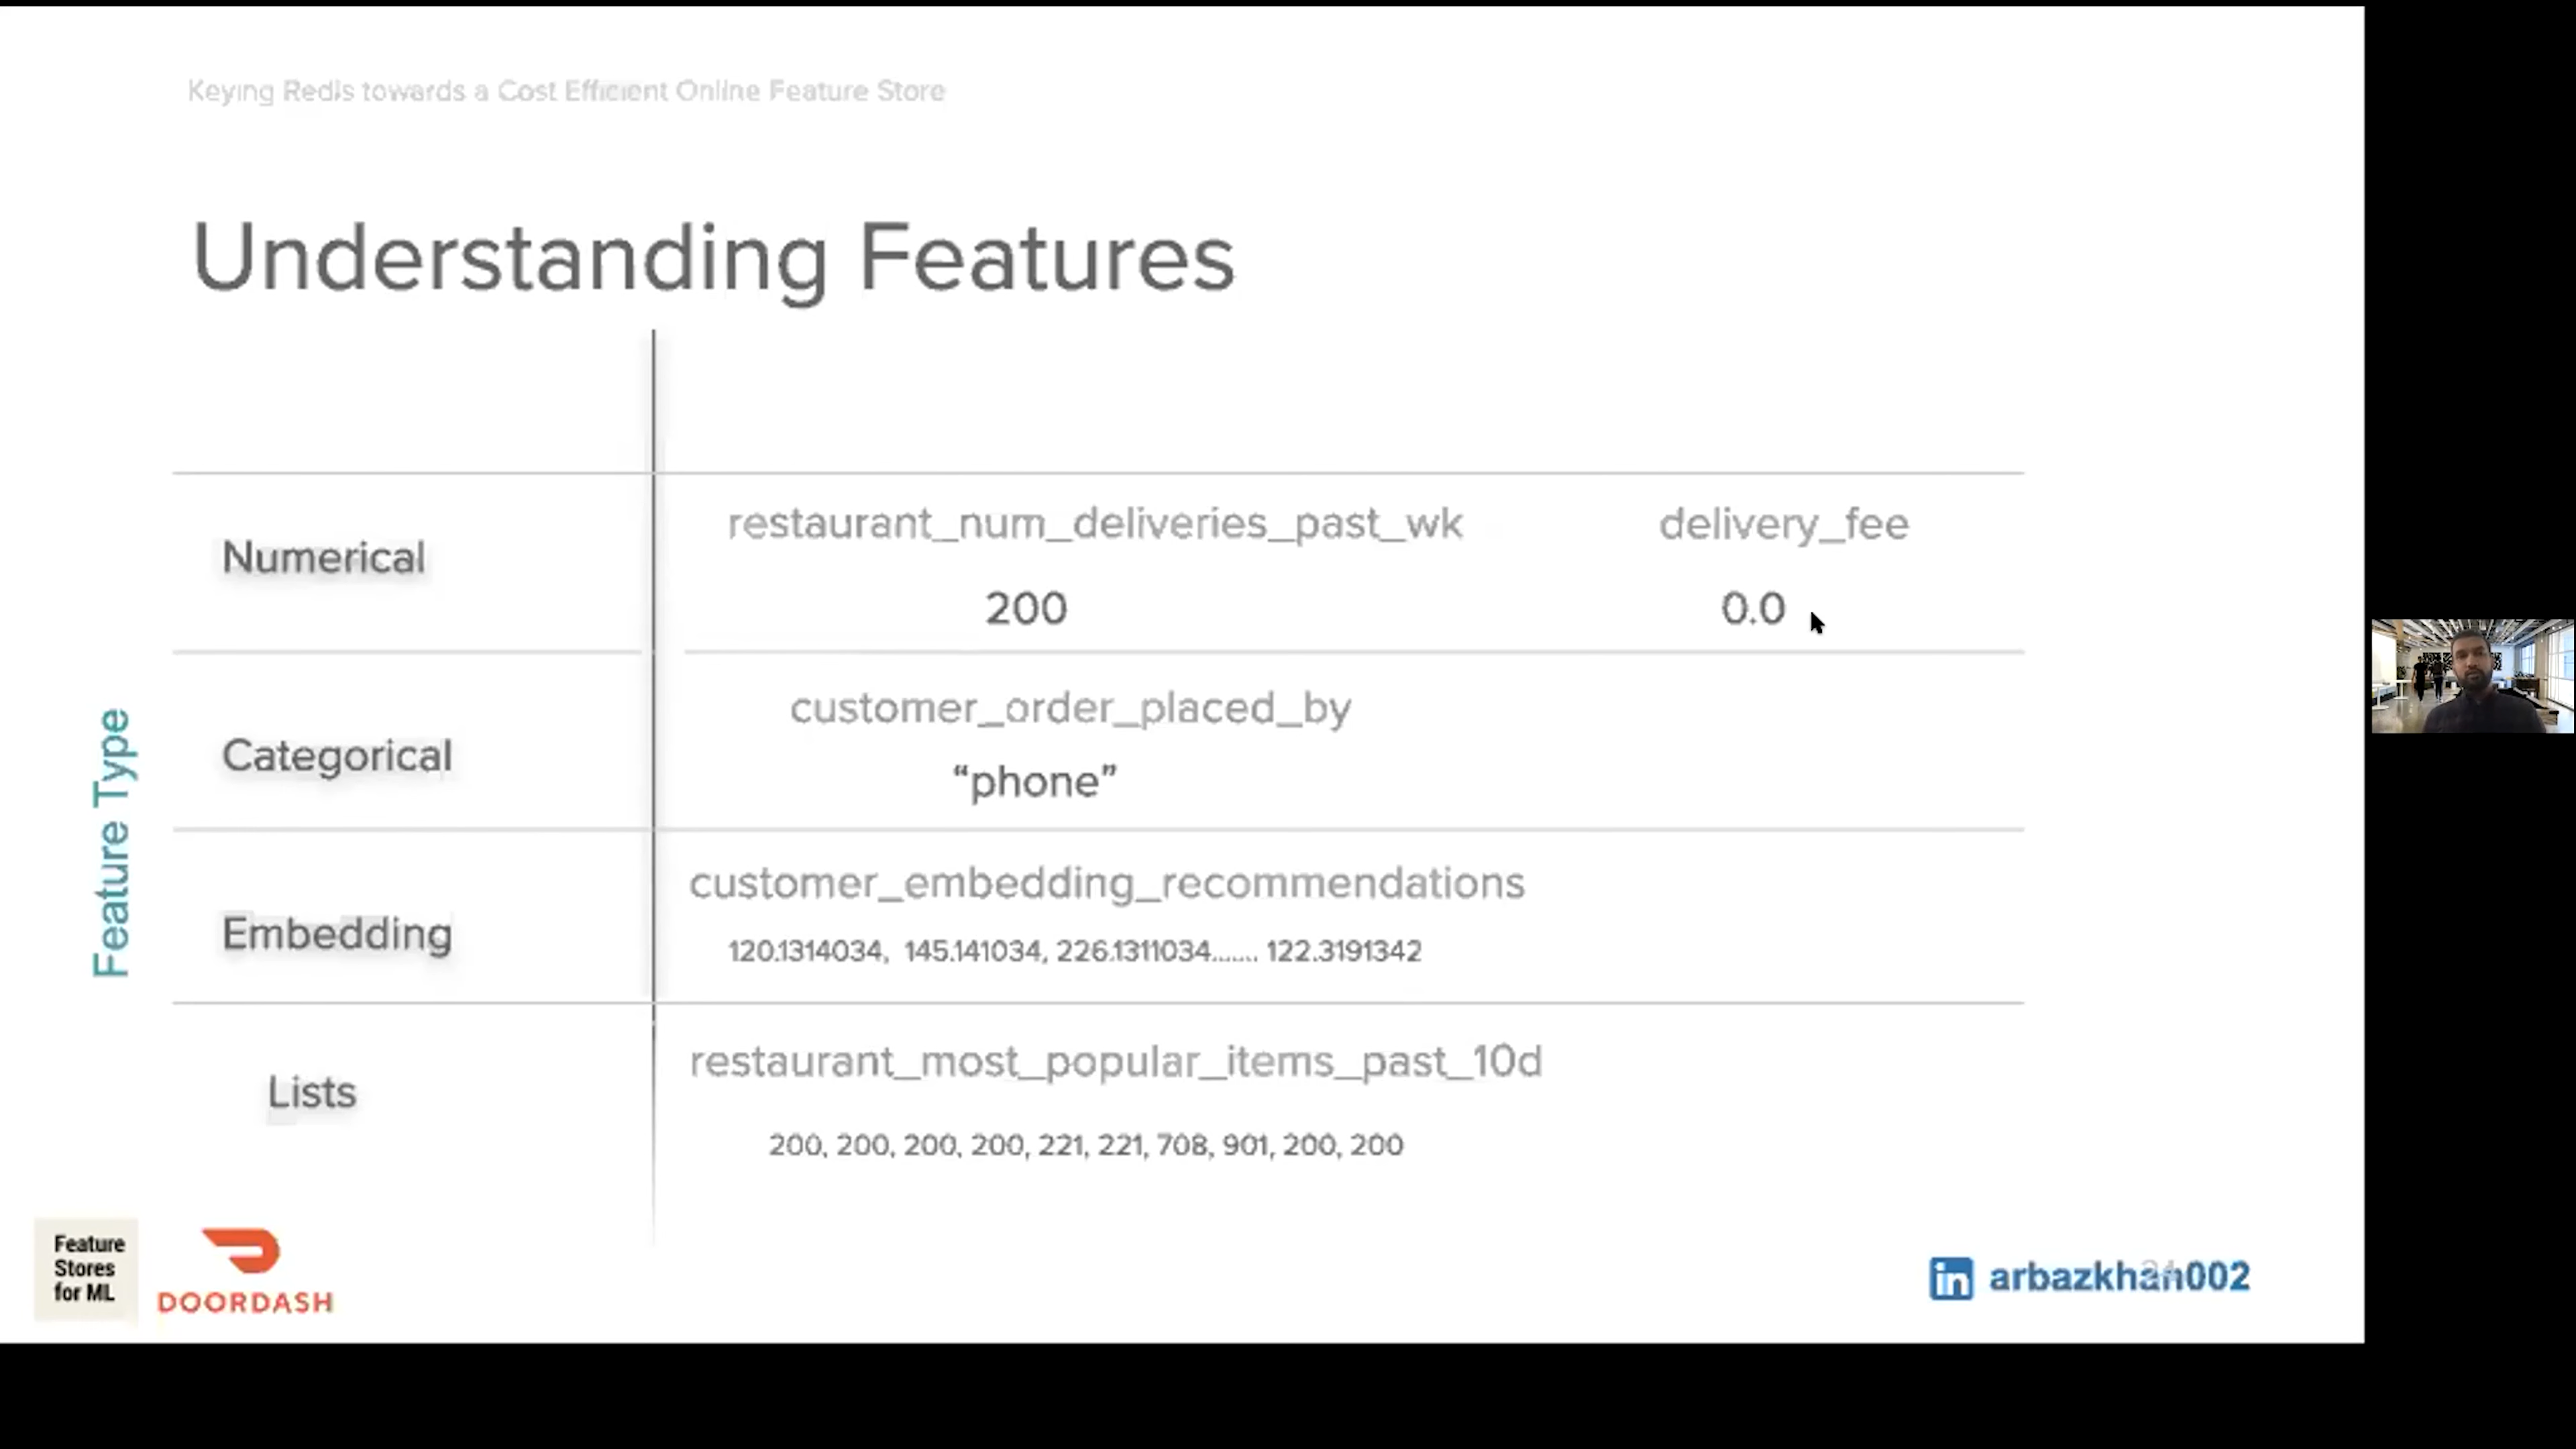 Keying Redis towards a Cost Efficient Online Feature Store
Understanding Features
Feature Type
Numerical
restaurant_num_deliveries_past_wk
delivery_fee
200
0.0
Categorical
customer_order_placed_by
“phone”
Embedding
customer_embedding_recommendations
120.1314034, 145.141034, 226.1311034....... 122.3191342
Lists
restaurant_most_popular_items_past_10d
200, 200, 200, 200, 221, 221, 708, 901, 200, 200
Feature
Stores
for ML
DOORDASH
in arbazkhan002